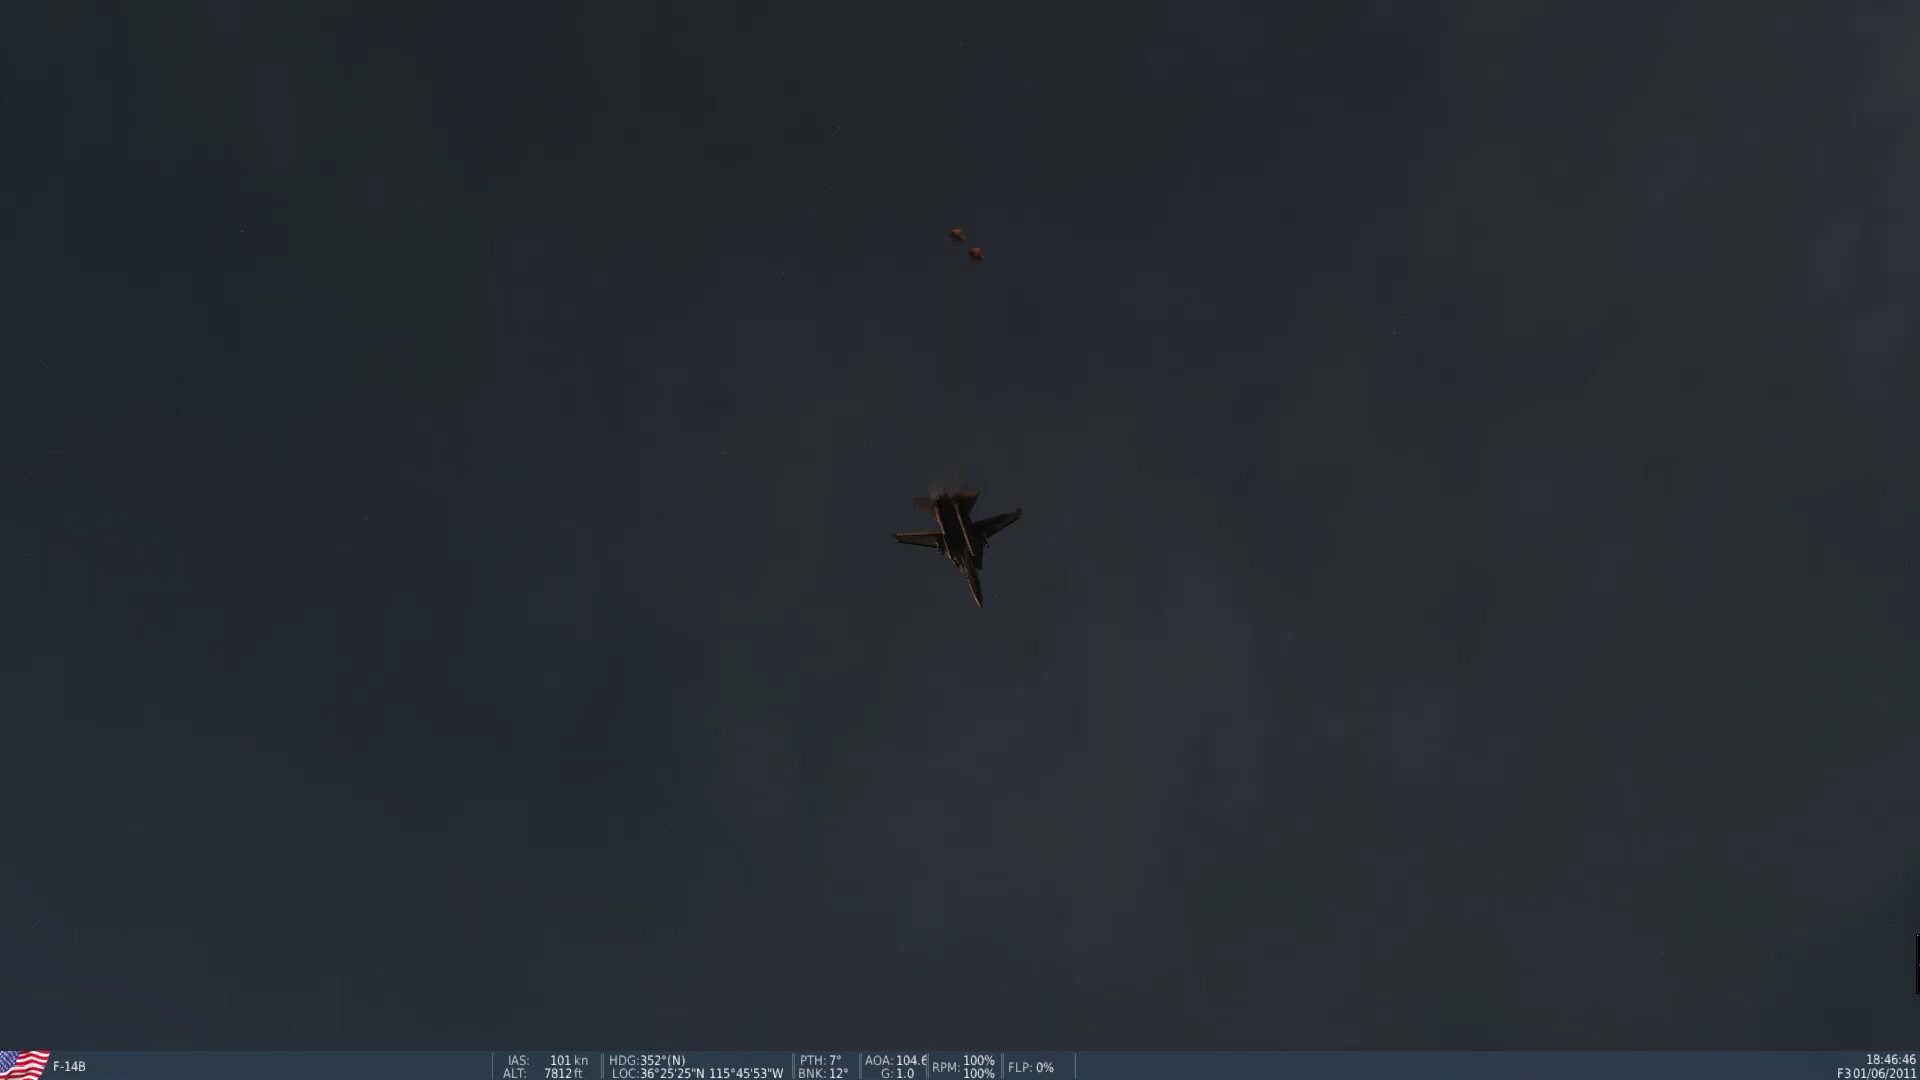 F-14B
IAS: 101 kn
ALT: 7812 ft
HDG: 352°(N)
LOC: 36°25'25"N 115°45'53"W
PTH: 7°
BNK: 12°
AOA: 104.6
G: 1.0
RPM: 100%
100%
FLP: 0%
18:46:46
F3 01/06/2011